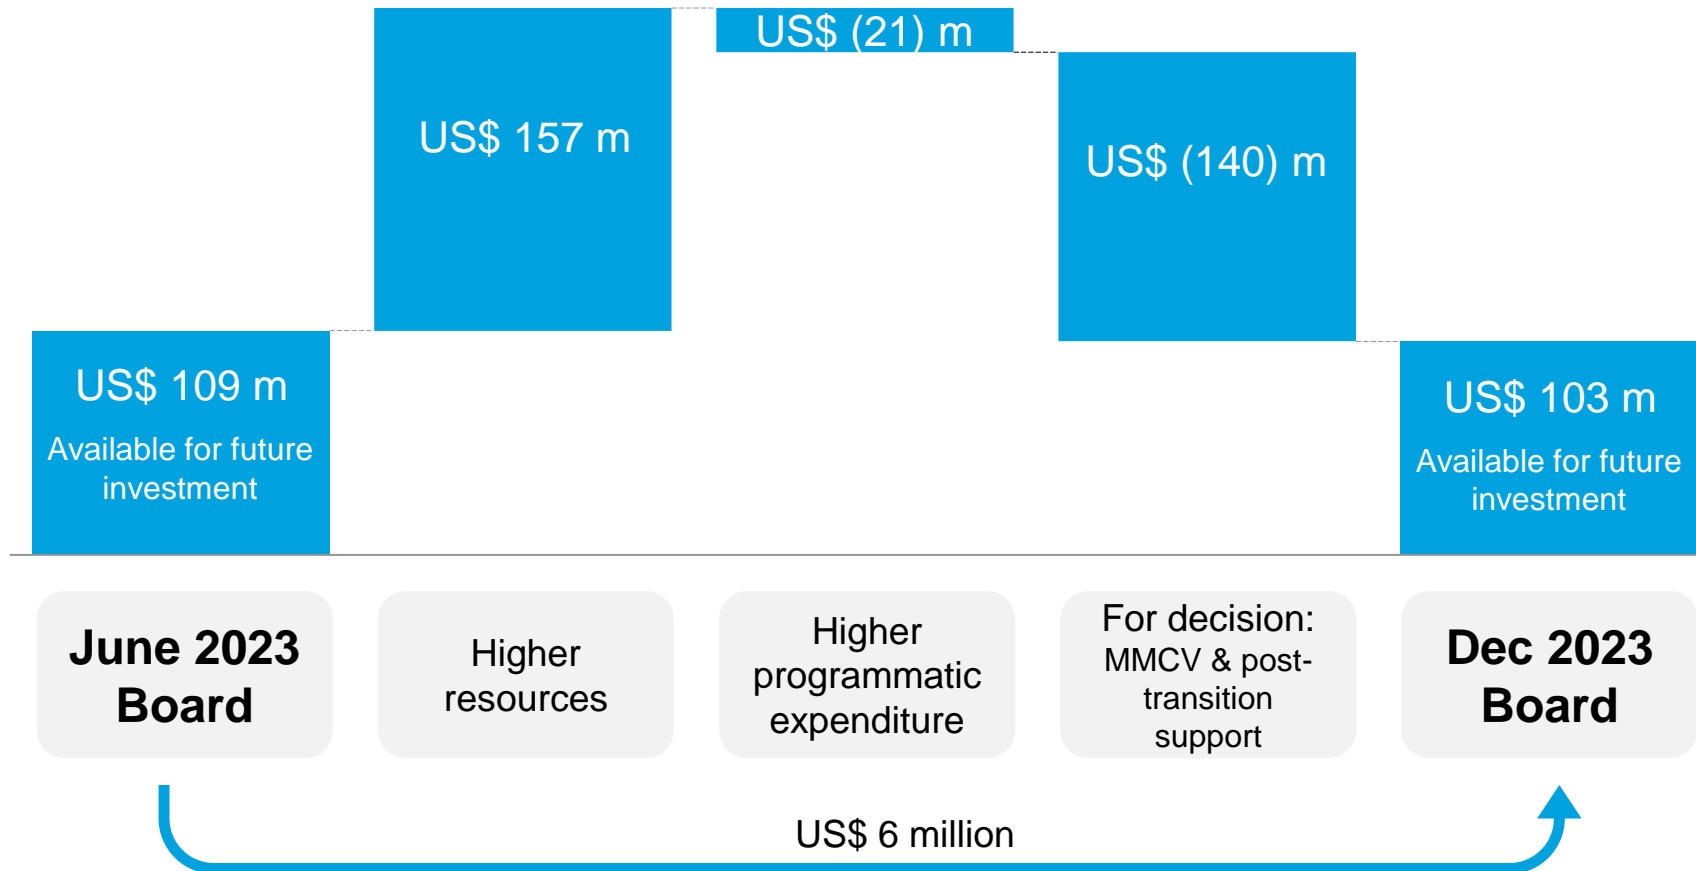 US$ 109 m
Available for future
investment
US$ 157 m
US$ (21) m
US$ (140) m
US$ 103 m
Available for future
investment
June 2023
Board
Higher
resources
Higher
programmatic
expenditure
For decision:
MMCV & post-
transition
support
Dec 2023
Board
US$ 6 million